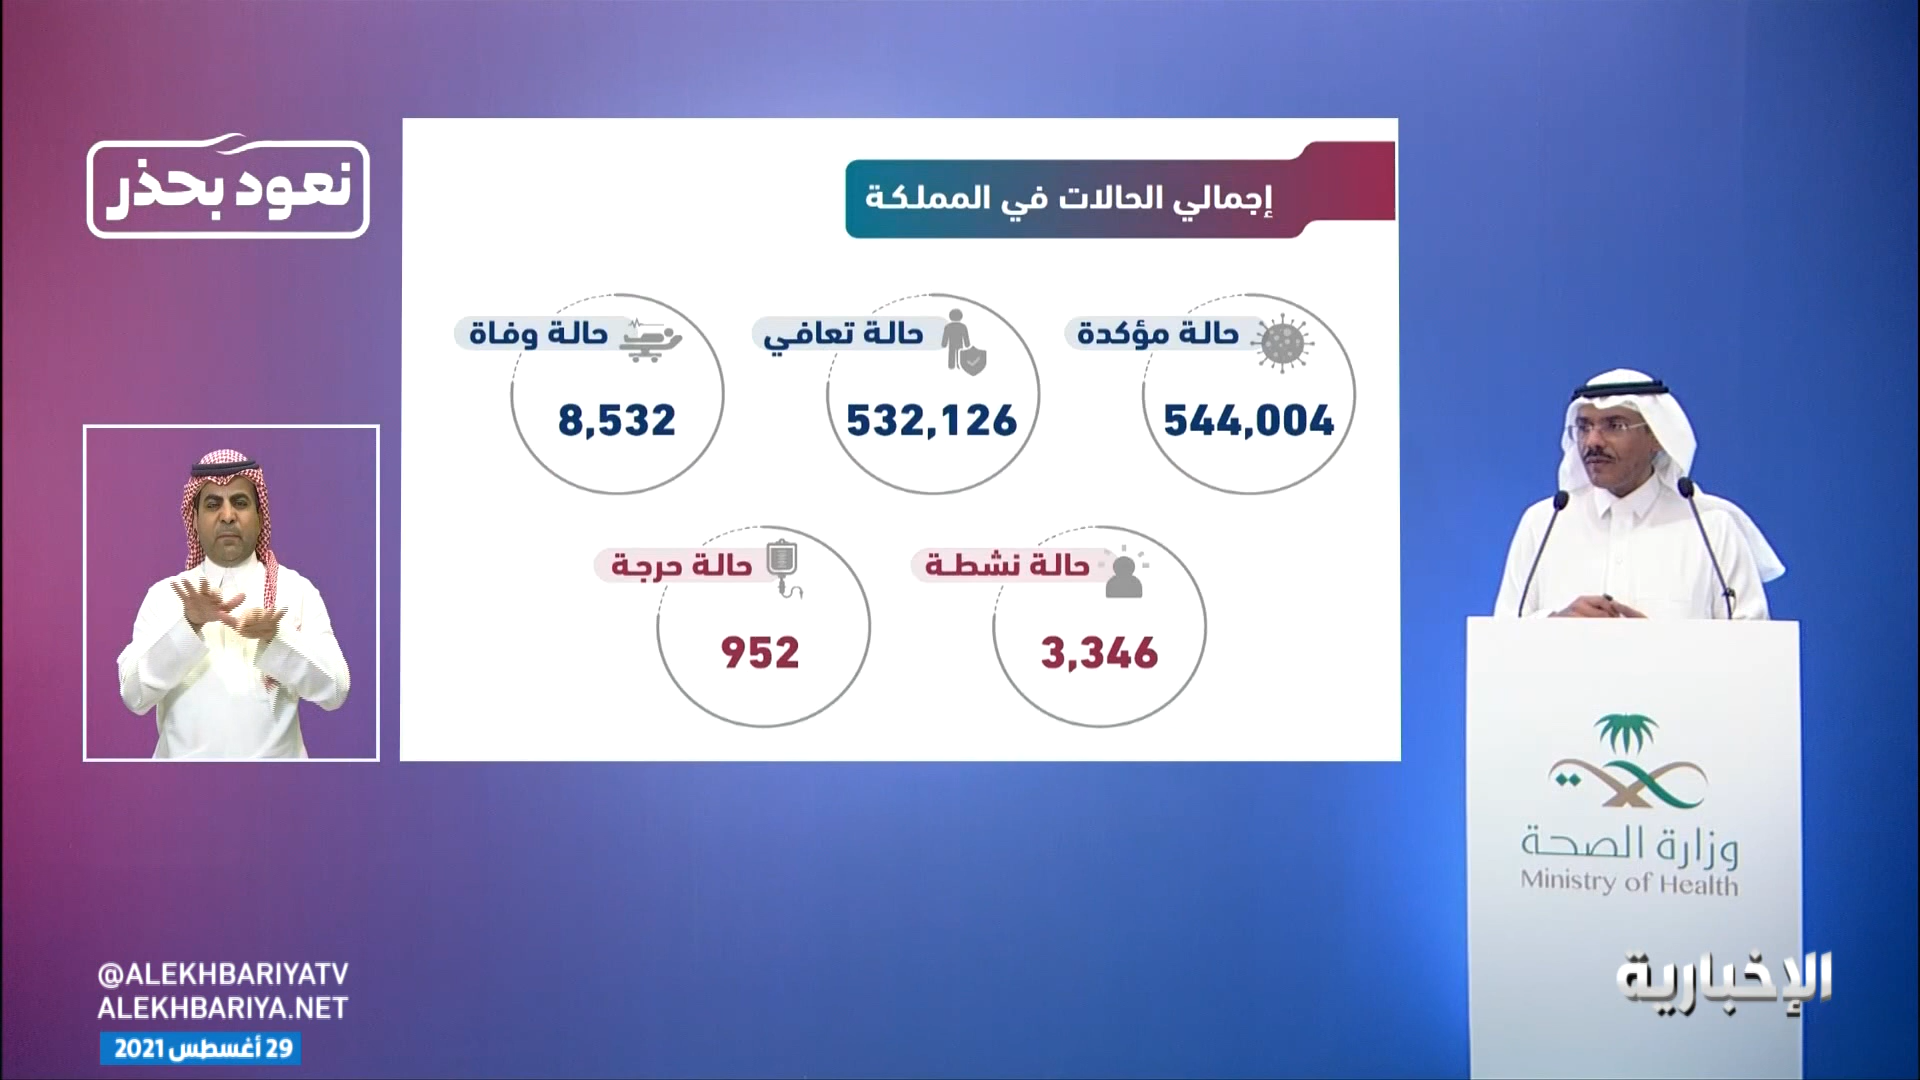 نعود بحذر
إجمالي الحالات في المملكة
حالة مؤكدة
544,004
حالة تعافي
532,126
حالة وفاة
8,532
حالة نشطة
3,346
حالة حرجة
952
وزارة الصحة
Ministry of Health
الإخبارية
@ALEKHBARIYATV
ALEKHBARIYA.NET
29 أغسطس 2021